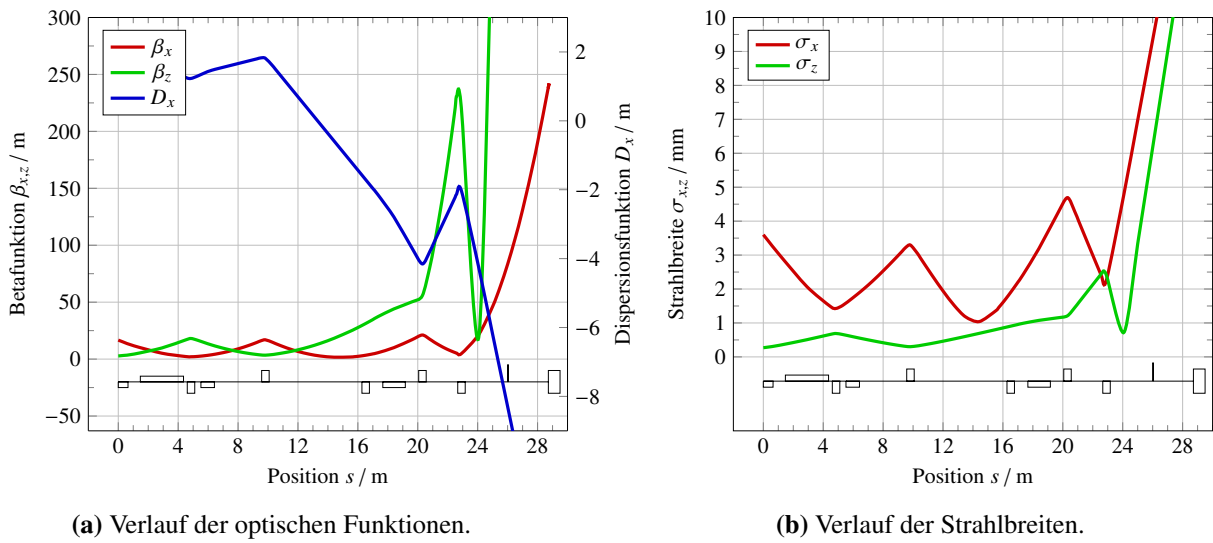 300
250
200
150
100
50
0
−50
Betafunktion βx,z / m
βx
βz
Dx
2
0
−2
−4
−6
−8
Dispersionsfunktion Dx / m
0 4 8 12 16 20 24 28
Position s / m
(a) Verlauf der optischen Funktionen.
10
9
8
7
6
5
4
3
2
1
0
Strahlbreite σx,z / mm
σx
σz
0 4 8 12 16 20 24 28
Position s / m
(b) Verlauf der Strahlbreiten.